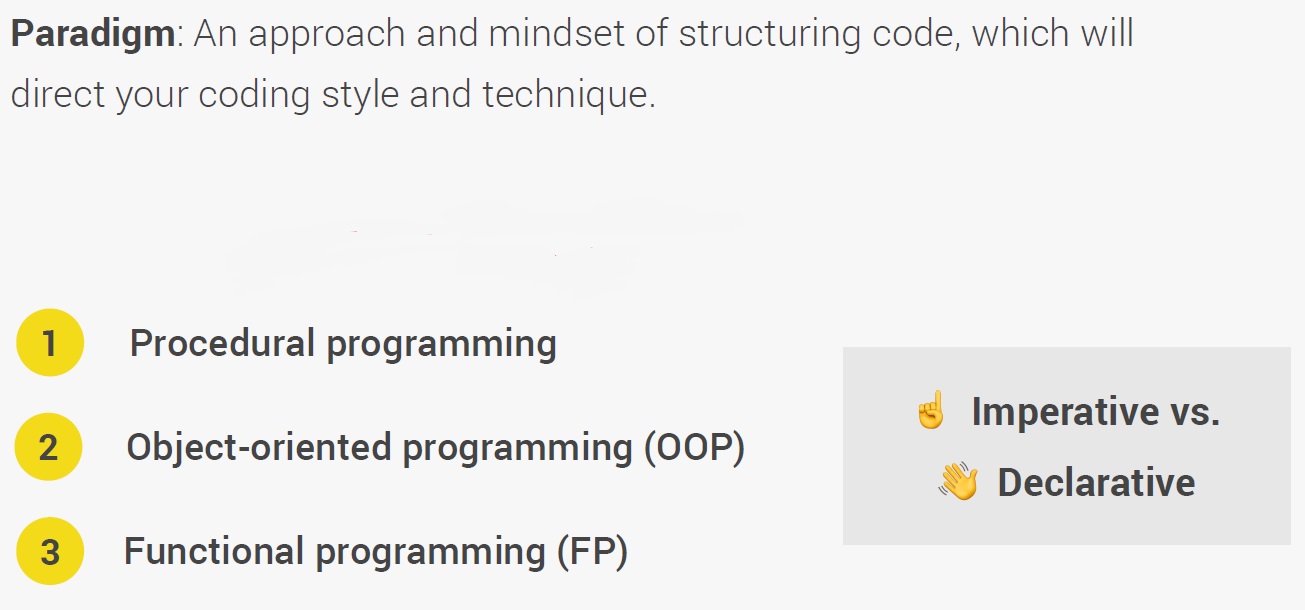 Paradigm: An approach and mindset of structuring code, which will
direct your coding style and technique.
1 Procedural programming
2 Object-oriented programming (OOP)
3 Functional programming (FP)
☝ Imperative vs.
👋 Declarative